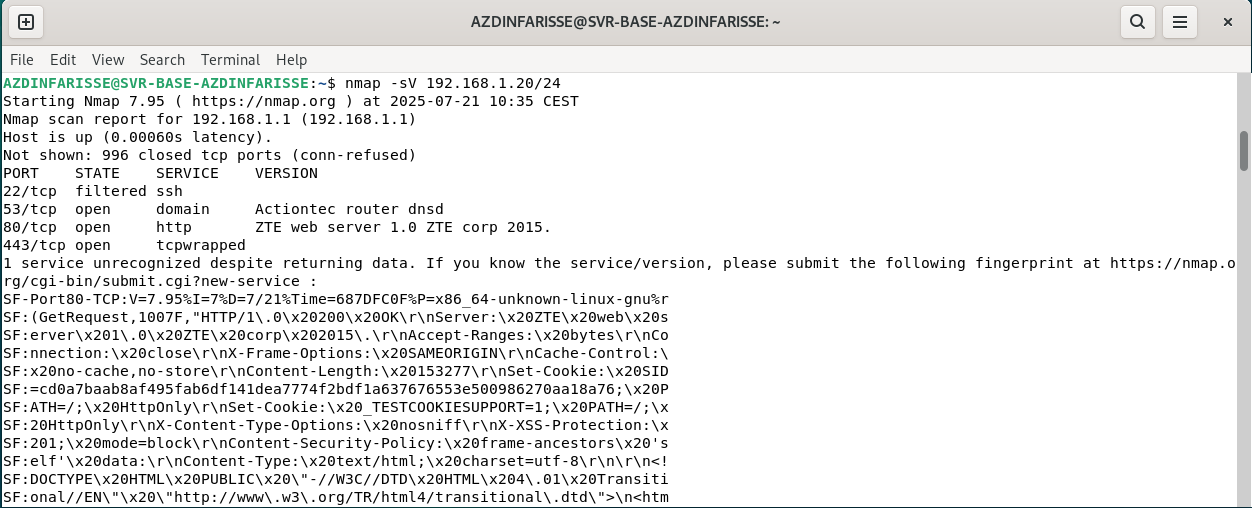 AZDINFARISSE@SVR-BASE-AZDINFARISSE: ~
File Edit View Search Terminal Help
AZDINFARISSE@SVR-BASE-AZDINFARISSE:~$ nmap -sV 192.168.1.20/24
Starting Nmap 7.95 ( https://nmap.org ) at 2025-07-21 10:35 CEST
Nmap scan report for 192.168.1.1 (192.168.1.1)
Host is up (0.00060s latency).
Not shown: 996 closed tcp ports (conn-refused)
PORT    STATE    SERVICE    VERSION
22/tcp  filtered ssh
53/tcp  open     domain     Actiontec router dnsd
80/tcp  open     http       ZTE web server 1.0 ZTE corp 2015.
443/tcp open     tcpwrapped
1 service unrecognized despite returning data. If you know the service/version, please submit the following fingerprint at https://nmap.o
rg/cgi-bin/submit.cgi?new-service :
SF-Port80-TCP:V=7.95%I=7%D=7/21%Time=687DFC0F%P=x86_64-unknown-linux-gnu%r
SF:(GetRequest,1007F,"HTTP/1\.0\x20200\x20OK\r\nServer:\x20ZTE\x20web\x20s
SF:erver\x201\.0\x20ZTE\x20corp\x202015\.\r\nAccept-Ranges:\x20bytes\r\nCo
SF:nnection:\x20close\r\nX-Frame-Options:\x20SAMEORIGIN\r\nCache-Control:\
SF:x20no-cache,no-store\r\nContent-Length:\x20153277\r\nSet-Cookie:\x20SID
SF:=cd0a7baab8af495fab6df141dea7774f2bdf1a637676553e500986270aa18a76;\x20P
SF:ATH=/;\x20HttpOnly\r\nSet-Cookie:\x20_TESTCOOKIESUPPORT=1;\x20PATH=/;\x
SF:20HttpOnly\r\nX-Content-Type-Options:\x20nosniff\r\nX-XSS-Protection:\x
SF:201;\x20mode=block\r\nContent-Security-Policy:\x20frame-ancestors\x20's
SF:elf'\x20data:\r\nContent-Type:\x20text/html;\x20charset=utf-8\r\n\r\n<!
SF:DOCTYPE\x20HTML\x20PUBLIC\x20\"-//W3C//DTD\x20HTML\x204\.01\x20Transiti
SF:onal//EN\"\x20\"http://www\.w3\.org/TR/html4/transitional\.dtd\">\n<htm